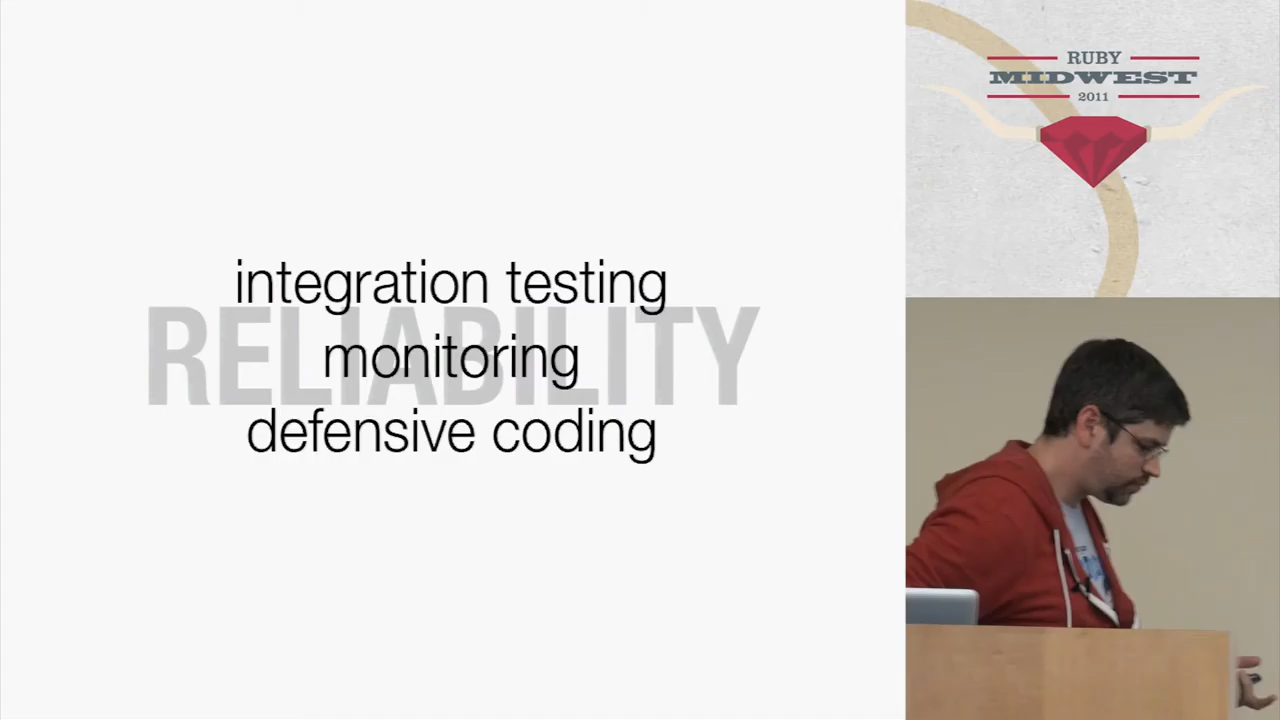 integration testing
RELIABILITY
monitoring
defensive coding
RUBY
MIDWEST
2011